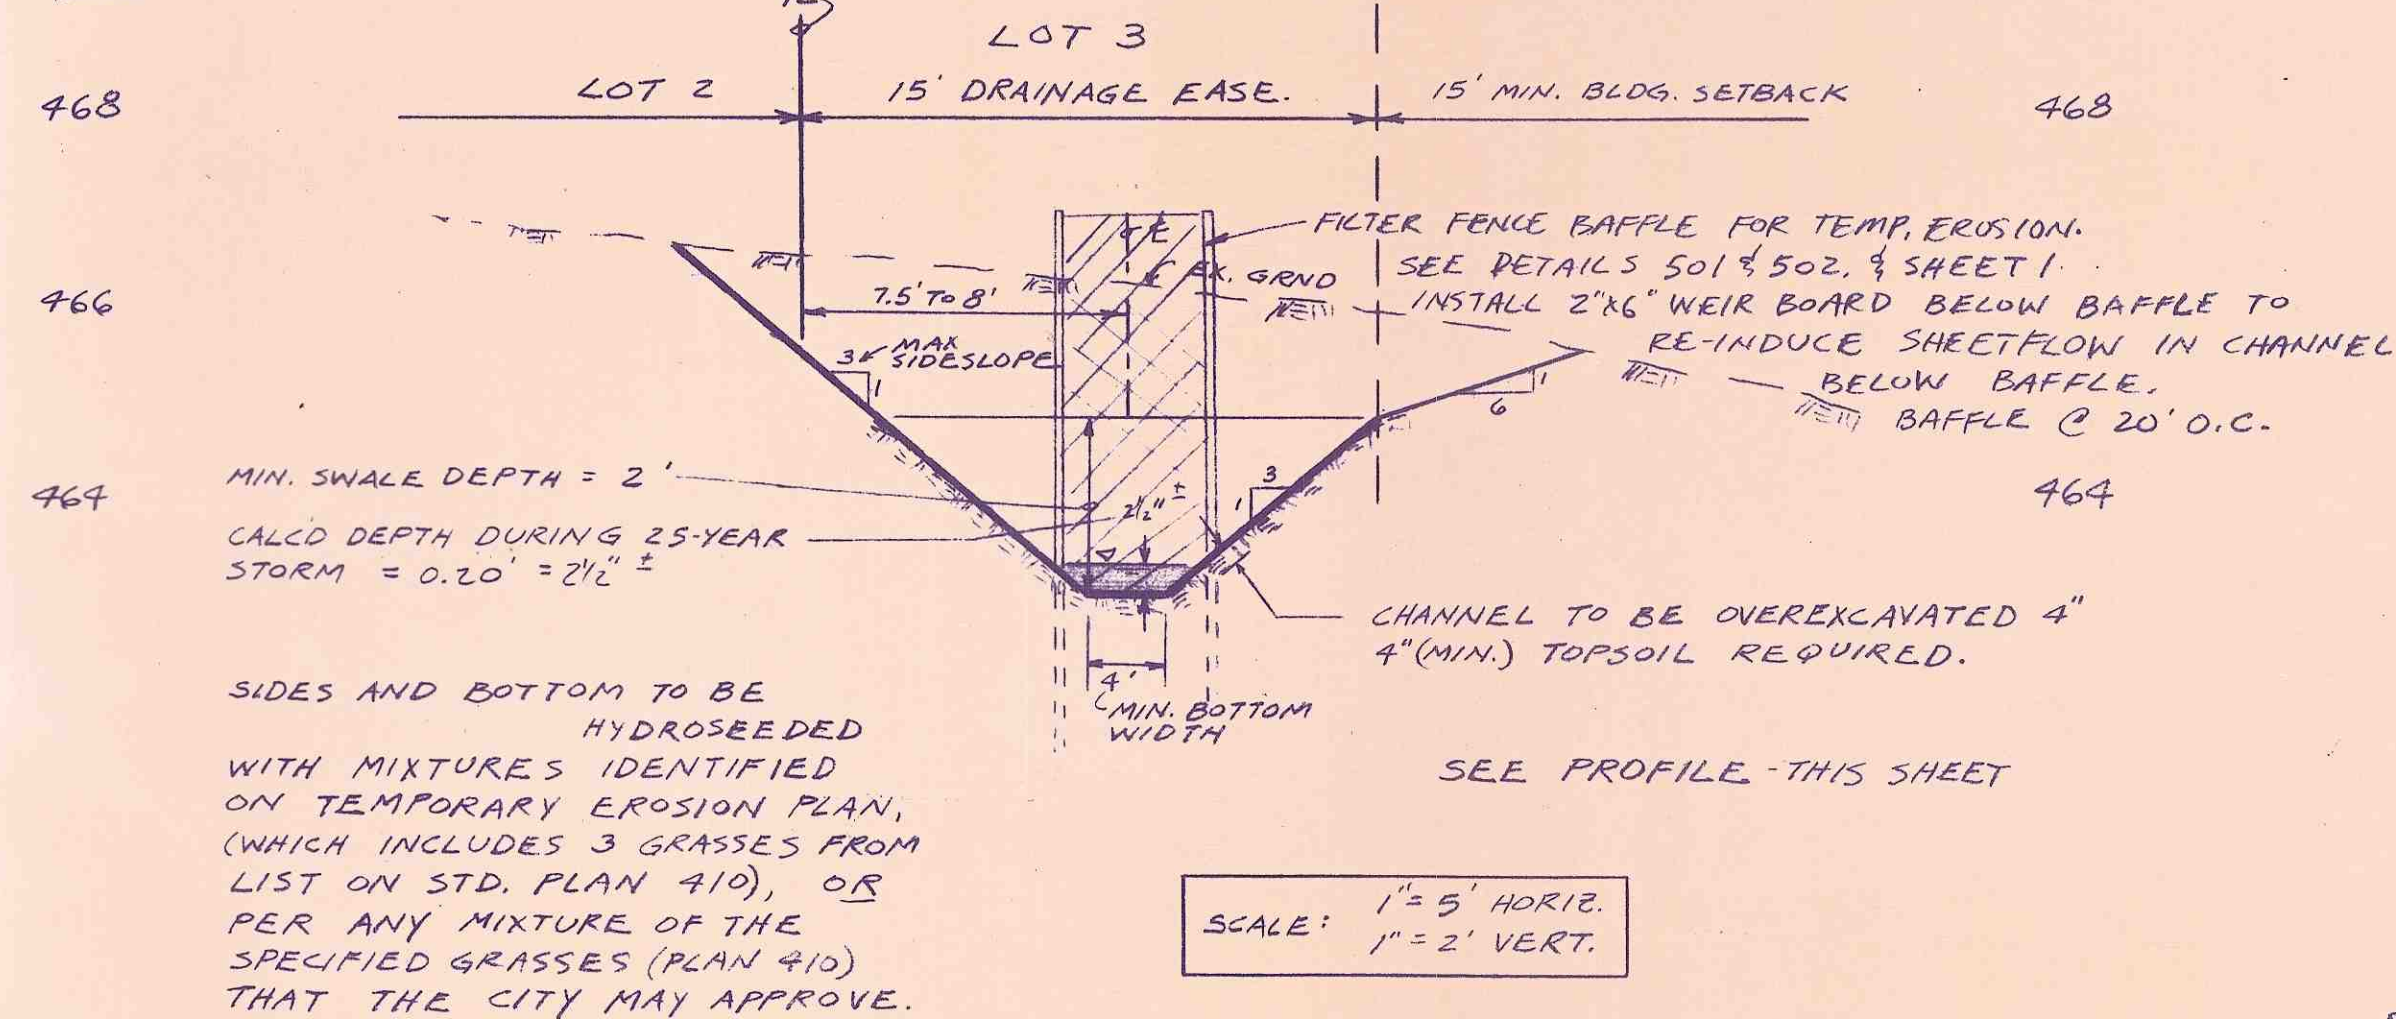 LOT 3
LOT 2
15' DRAINAGE EASE.
15' MIN. BLDG. SETBACK
468
468
FILTER FENCE BAFFLE FOR TEMP. EROSION.
SEE DETAILS 501 & 502. & SHEET 1.
INSTALL 2"x6" WEIR BOARD BELOW BAFFLE TO
RE-INDUCE SHEETFLOW IN CHANNEL
BELOW BAFFLE.
BAFFLE @ 20' O.C.
EX. GRND
466
7.5' TO 8'
3
MAX
SIDESLOPE
1
1
6
MIN. SWALE DEPTH = 2'
464
464
3
1
2½" ±
CALCD DEPTH DURING 25-YEAR
STORM = 0.20' = 2½" ±
CHANNEL TO BE OVEREXCAVATED 4"
4"(MIN.) TOPSOIL REQUIRED.
4'
MIN. BOTTOM
WIDTH
SIDES AND BOTTOM TO BE
HYDROSEEDED
WITH MIXTURES IDENTIFIED
ON TEMPORARY EROSION PLAN,
(WHICH INCLUDES 3 GRASSES FROM
LIST ON STD. PLAN 410), OR
PER ANY MIXTURE OF THE
SPECIFIED GRASSES (PLAN 410)
THAT THE CITY MAY APPROVE.
SEE PROFILE - THIS SHEET
SCALE: 1" = 5' HORIZ.
1" = 2' VERT.